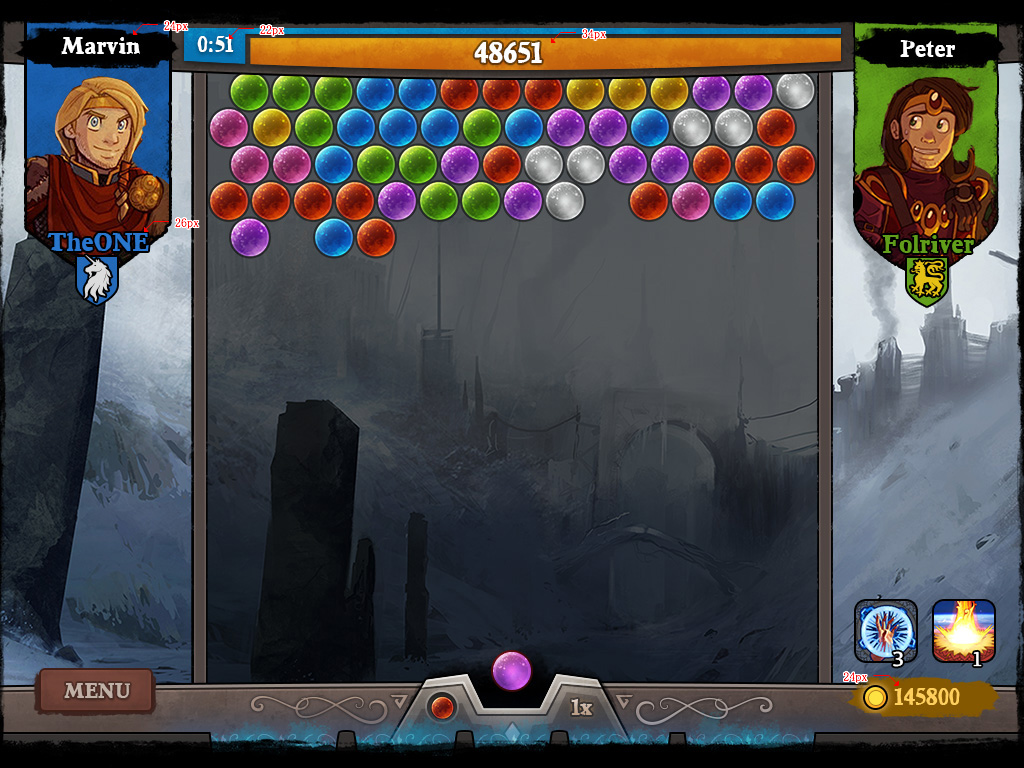 24px
22px
34px
Marvin
0:51
48651
Peter
26px
TheONE
Folriver
3
1
24px
MENU
1x
145800